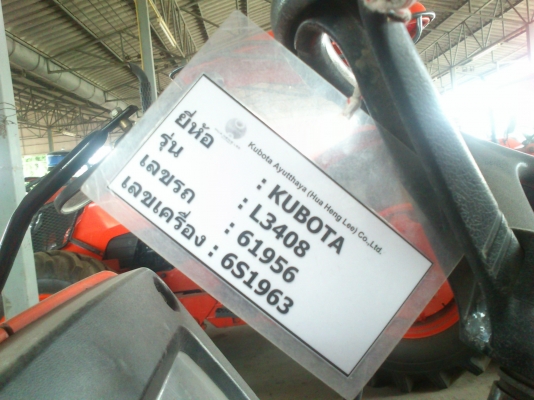 Kubota Ayutthaya (Hua Heng Lee) Co.,Ltd.
ยี่ห้อ : KUBOTA
รุ่น : L3408
เลขรถ : 61956
เลขเครื่อง : 6S1963